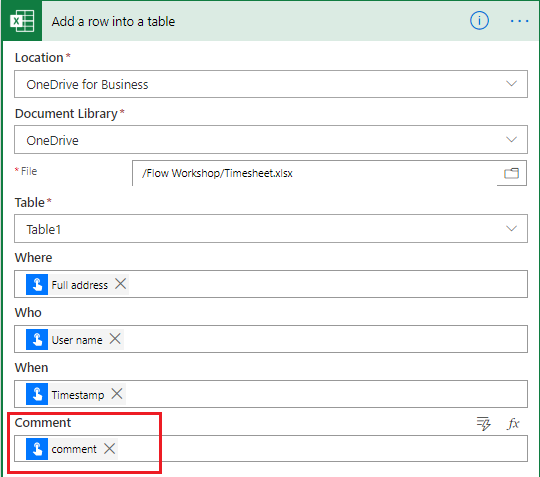 Add a row into a table
Location*
OneDrive for Business
Document Library*
OneDrive
* File
/Flow Workshop/Timesheet.xlsx
Table*
Table1
Where
Full address
Who
User name
When
Timestamp
Comment fx
comment